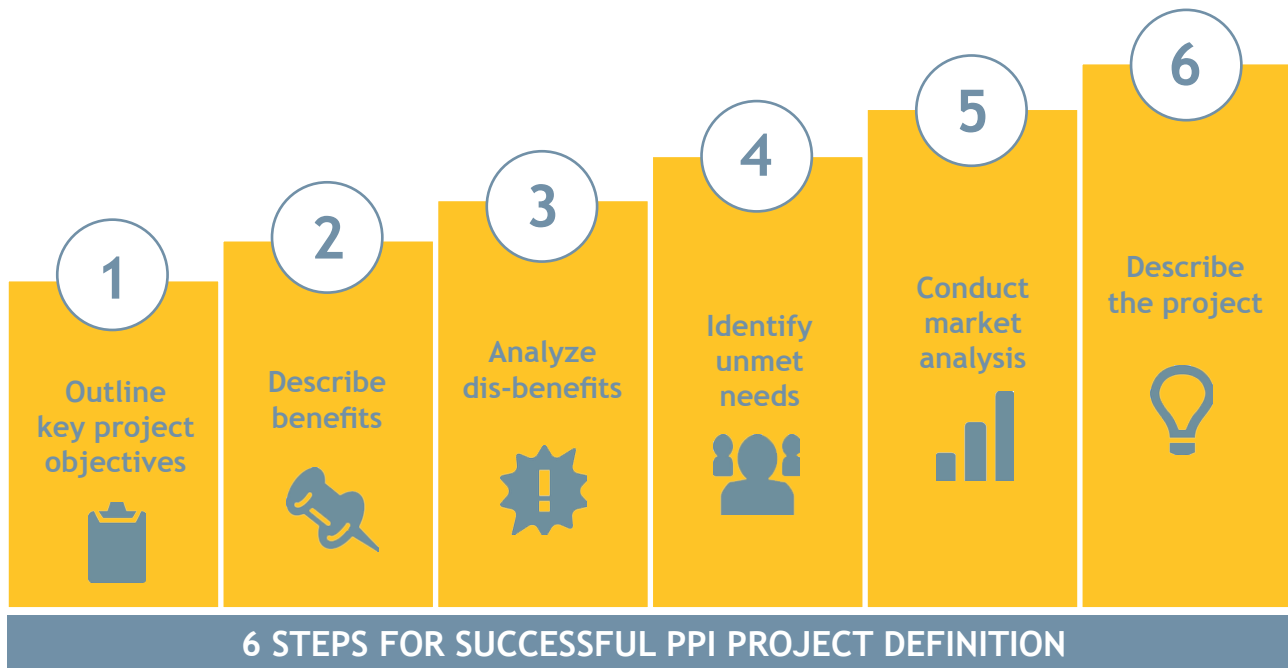 1
Outline
key project
objectives
2
Describe
benefits
3
Analyze
dis-benefits
4
Identify
unmet
needs
5
Conduct
market
analysis
6
Describe
the project
6 STEPS FOR SUCCESSFUL PPI PROJECT DEFINITION